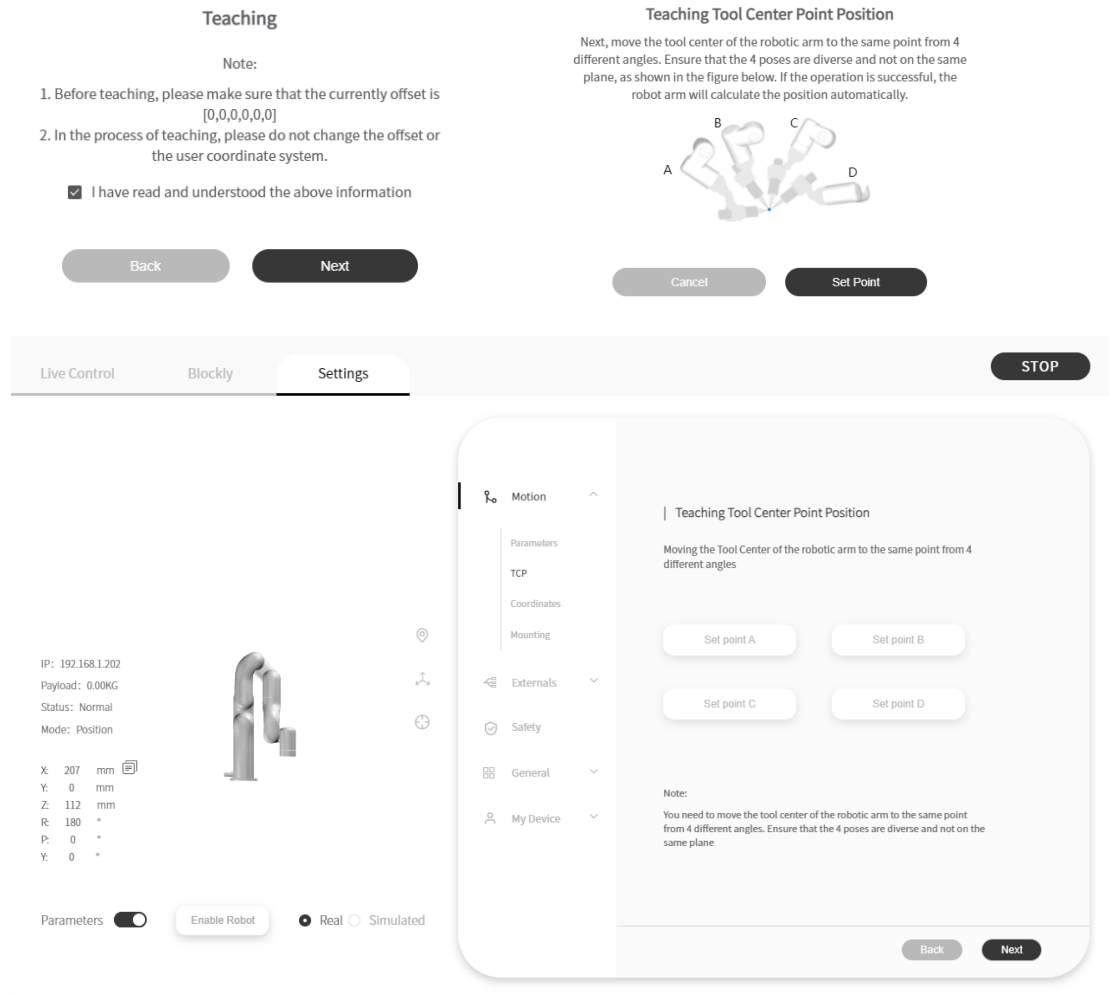 Teaching
Note:
1. Before teaching, please make sure that the currently offset is
[0,0,0,0,0,0]
2. In the process of teaching, please do not change the offset or
the user coordinate system.
I have read and understood the above information
Back
Next
Teaching Tool Center Point Position
Next, move the tool center of the robotic arm to the same point from 4
different angles. Ensure that the 4 poses are diverse and not on the same
plane, as shown in the figure below. If the operation is successful, the
robot arm will calculate the position automatically.
A
B
C
D
Cancel
Set Point
Live Control
Blockly
Settings
STOP
IP: 192.168.1.202
Payload: 0.00KG
Status: Normal
Mode: Position
X: 207 mm
Y: 0 mm
Z: 112 mm
R: 180 °
P: 0 °
Y: 0 °
Parameters
Enable Robot
Real
Simulated
Motion
Parameters
TCP
Coordinates
Mounting
Externals
Safety
General
My Device
| Teaching Tool Center Point Position
Moving the Tool Center of the robotic arm to the same point from 4
different angles
Set point A
Set point B
Set point C
Set point D
Note:
You need to move the tool center of the robotic arm to the same point
from 4 different angles. Ensure that the 4 poses are diverse and not on the
same plane
Back
Next